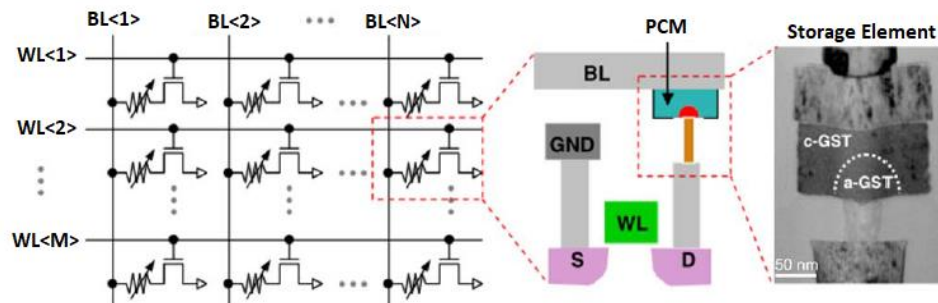 BL<1> BL<2> BL<N>
WL<1>
WL<2>
WL<M>
PCM
BL
GND
WL
S D
Storage Element
c-GST
a-GST
50 nm